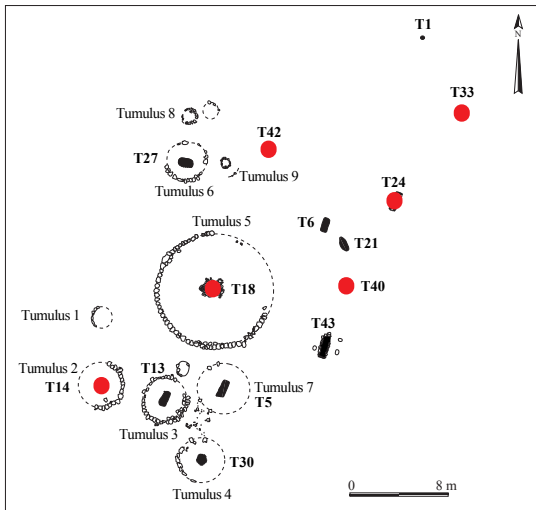 T1
N
T33
Tumulus 8
T42
T27
Tumulus 6
Tumulus 9
T24
T6
Tumulus 5
T21
T18
T40
Tumulus 1
T43
Tumulus 2
T13
T14
Tumulus 7
T5
Tumulus 3
T30
Tumulus 4
0 8 m